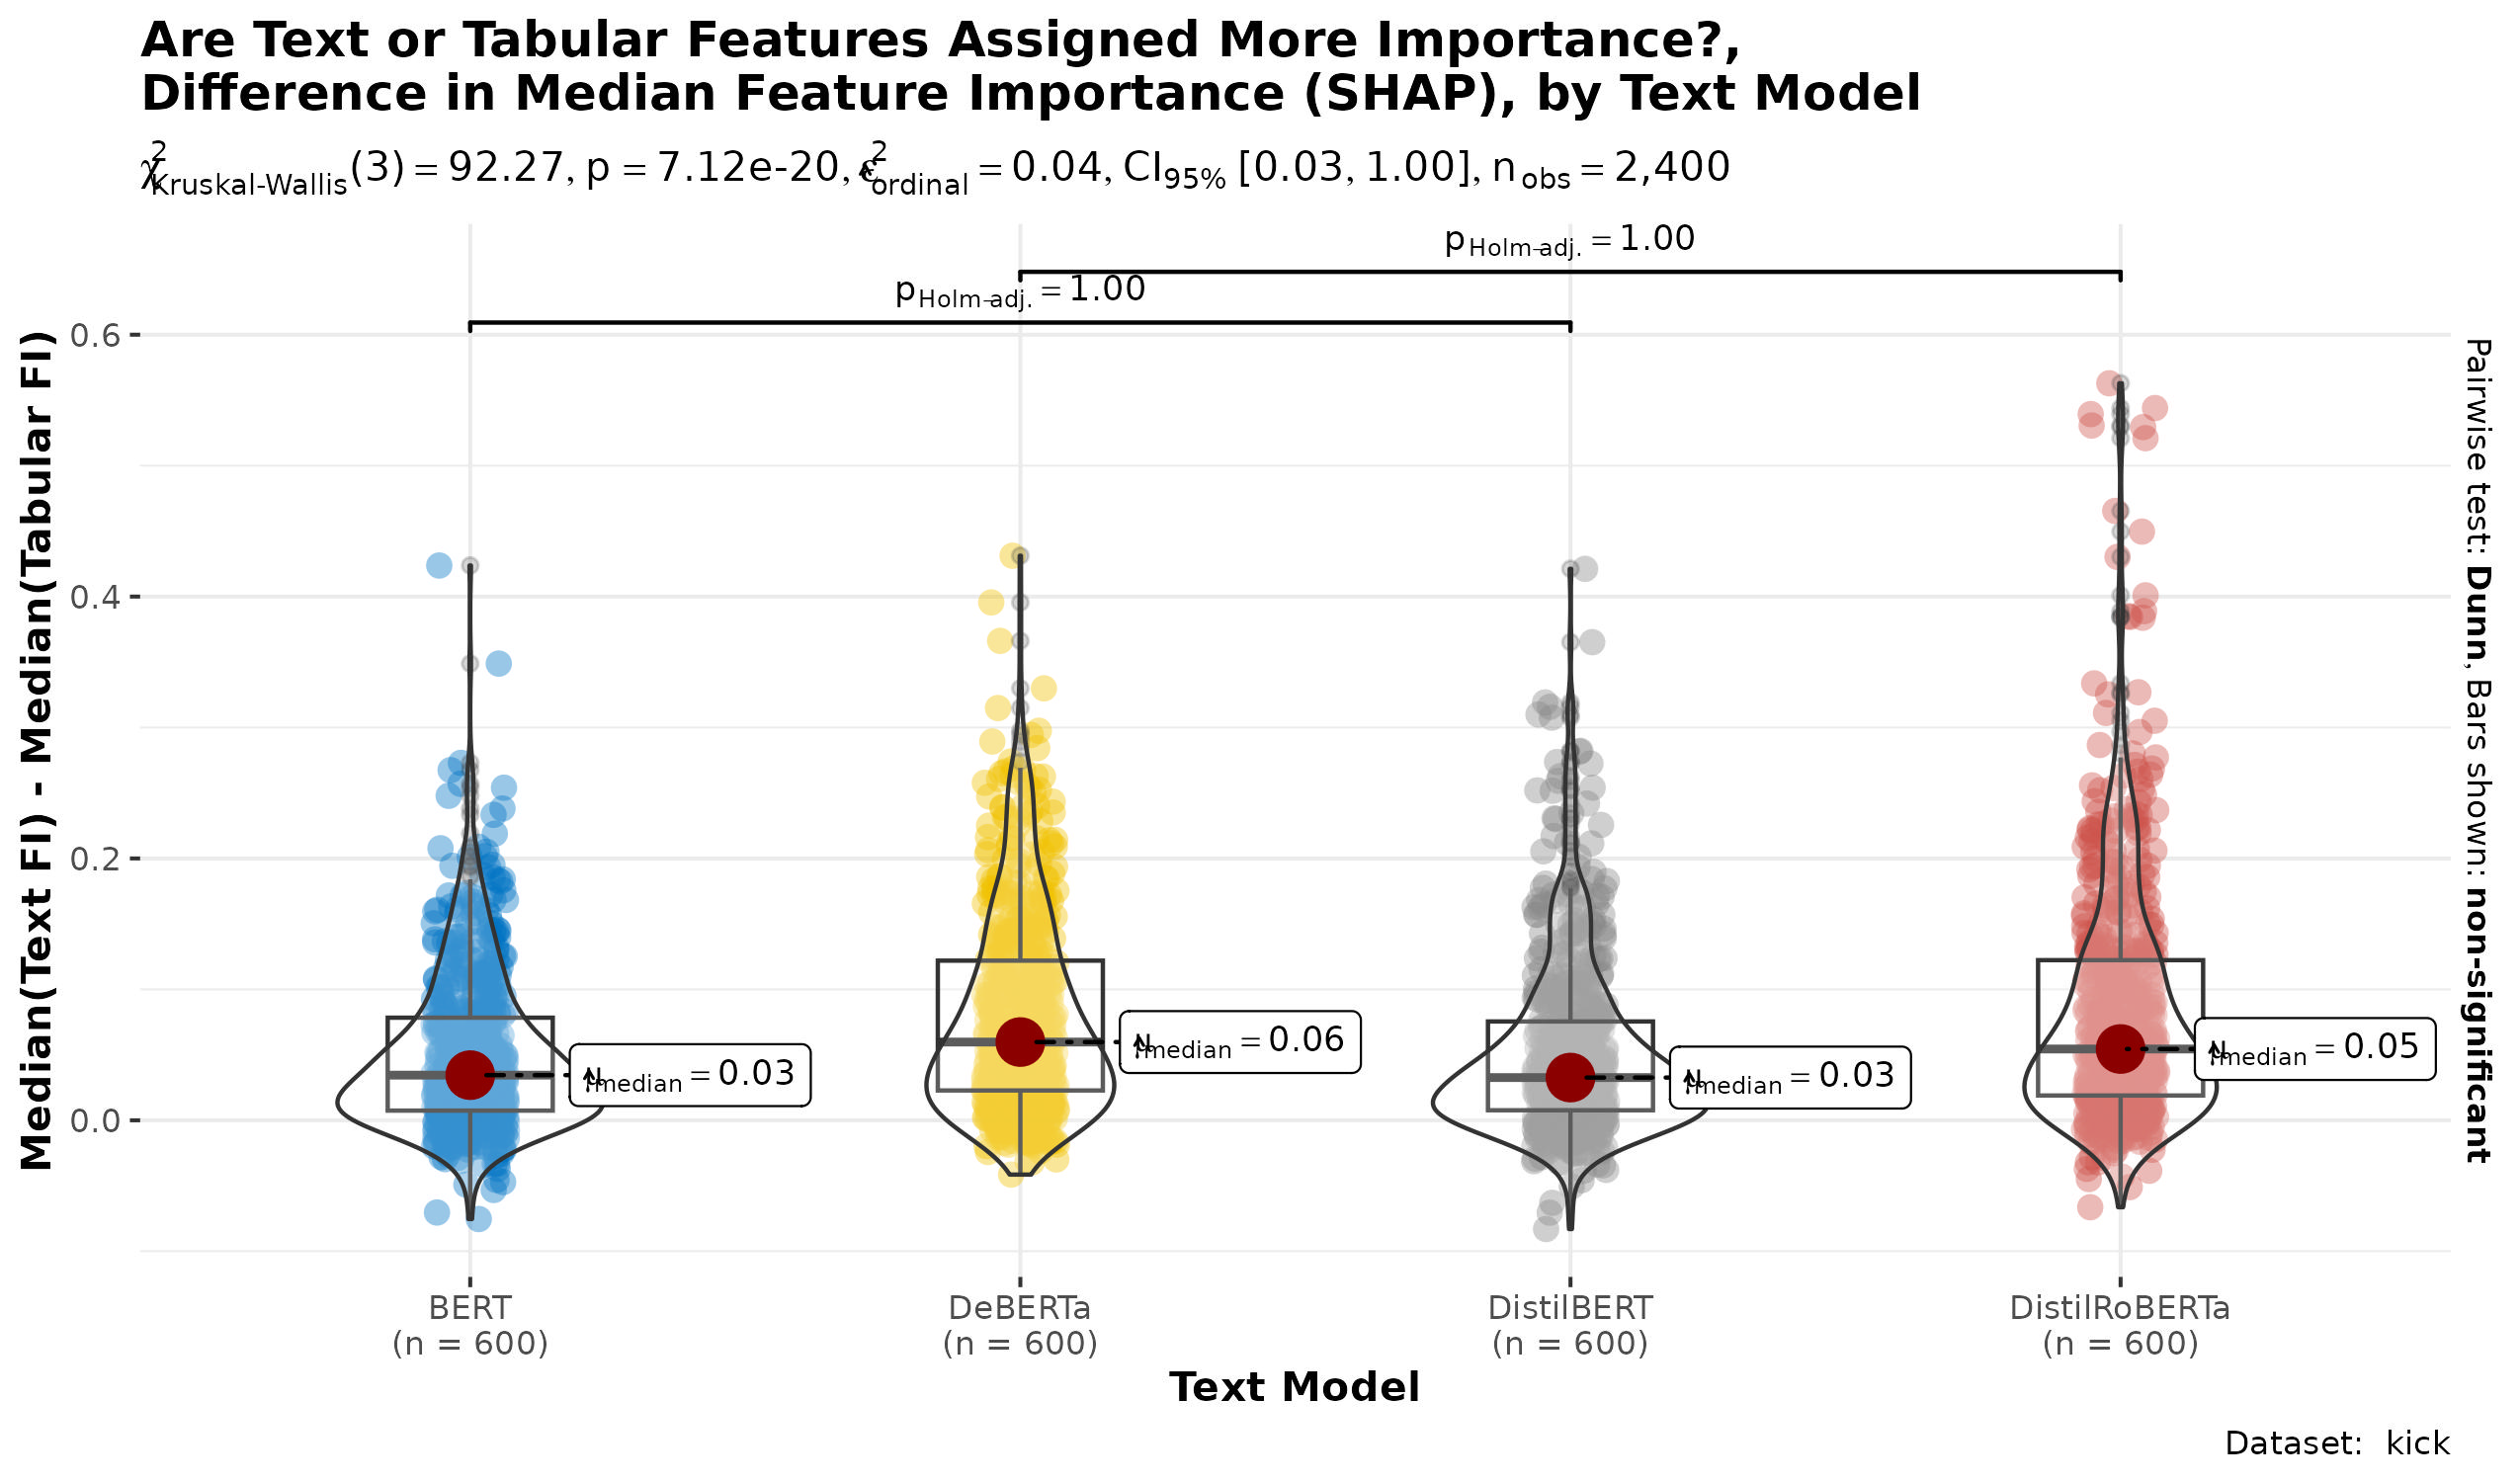 Are Text or Tabular Features Assigned More Importance?,
Difference in Median Feature Importance (SHAP), by Text Model
χ²Kruskal-Wallis(3) = 92.27, p = 7.12e-20, ε²ordinal = 0.04, CI95% [0.03, 1.00], nobs = 2,400
pHolm-adj. = 1.00
pHolm-adj. = 1.00
Median(Text FI) - Median(Tabular FI)
0.6
0.4
0.2
0.0
μ̂median = 0.03
μ̂median = 0.06
μ̂median = 0.03
μ̂median = 0.05
Pairwise test: Dunn, Bars shown: non-significant
BERT
(n = 600)
DeBERTa
(n = 600)
DistilBERT
(n = 600)
DistilRoBERTa
(n = 600)
Text Model
Dataset: kick